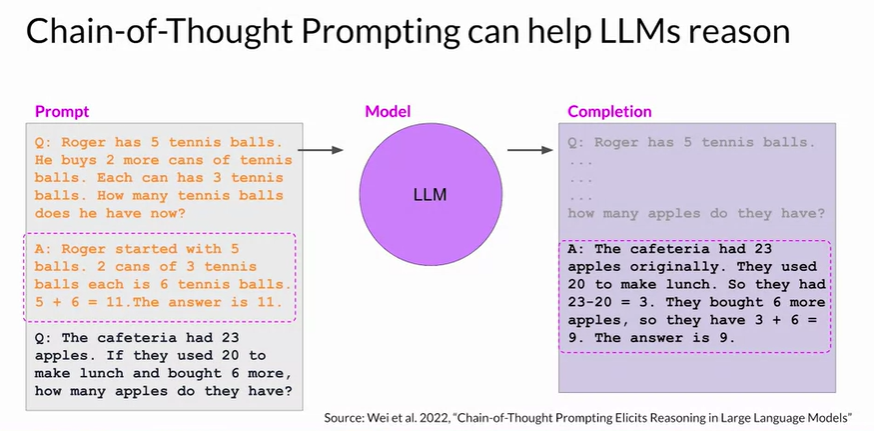 Chain-of-Thought Prompting can help LLMs reason
Prompt
Q: Roger has 5 tennis balls.
He buys 2 more cans of tennis
balls. Each can has 3 tennis
balls. How many tennis balls
does he have now?
A: Roger started with 5
balls. 2 cans of 3 tennis
balls each is 6 tennis balls.
5 + 6 = 11.The answer is 11.
Q: The cafeteria had 23
apples. If they used 20 to
make lunch and bought 6 more,
how many apples do they have?
Model
LLM
Completion
Q: Roger has 5 tennis balls.
...
...
...
how many apples do they have?
A: The cafeteria had 23
apples originally. They used
20 to make lunch. So they had
23-20 = 3. They bought 6 more
apples, so they have 3 + 6 =
9. The answer is 9.
Source: Wei et al. 2022, "Chain-of-Thought Prompting Elicits Reasoning in Large Language Models"